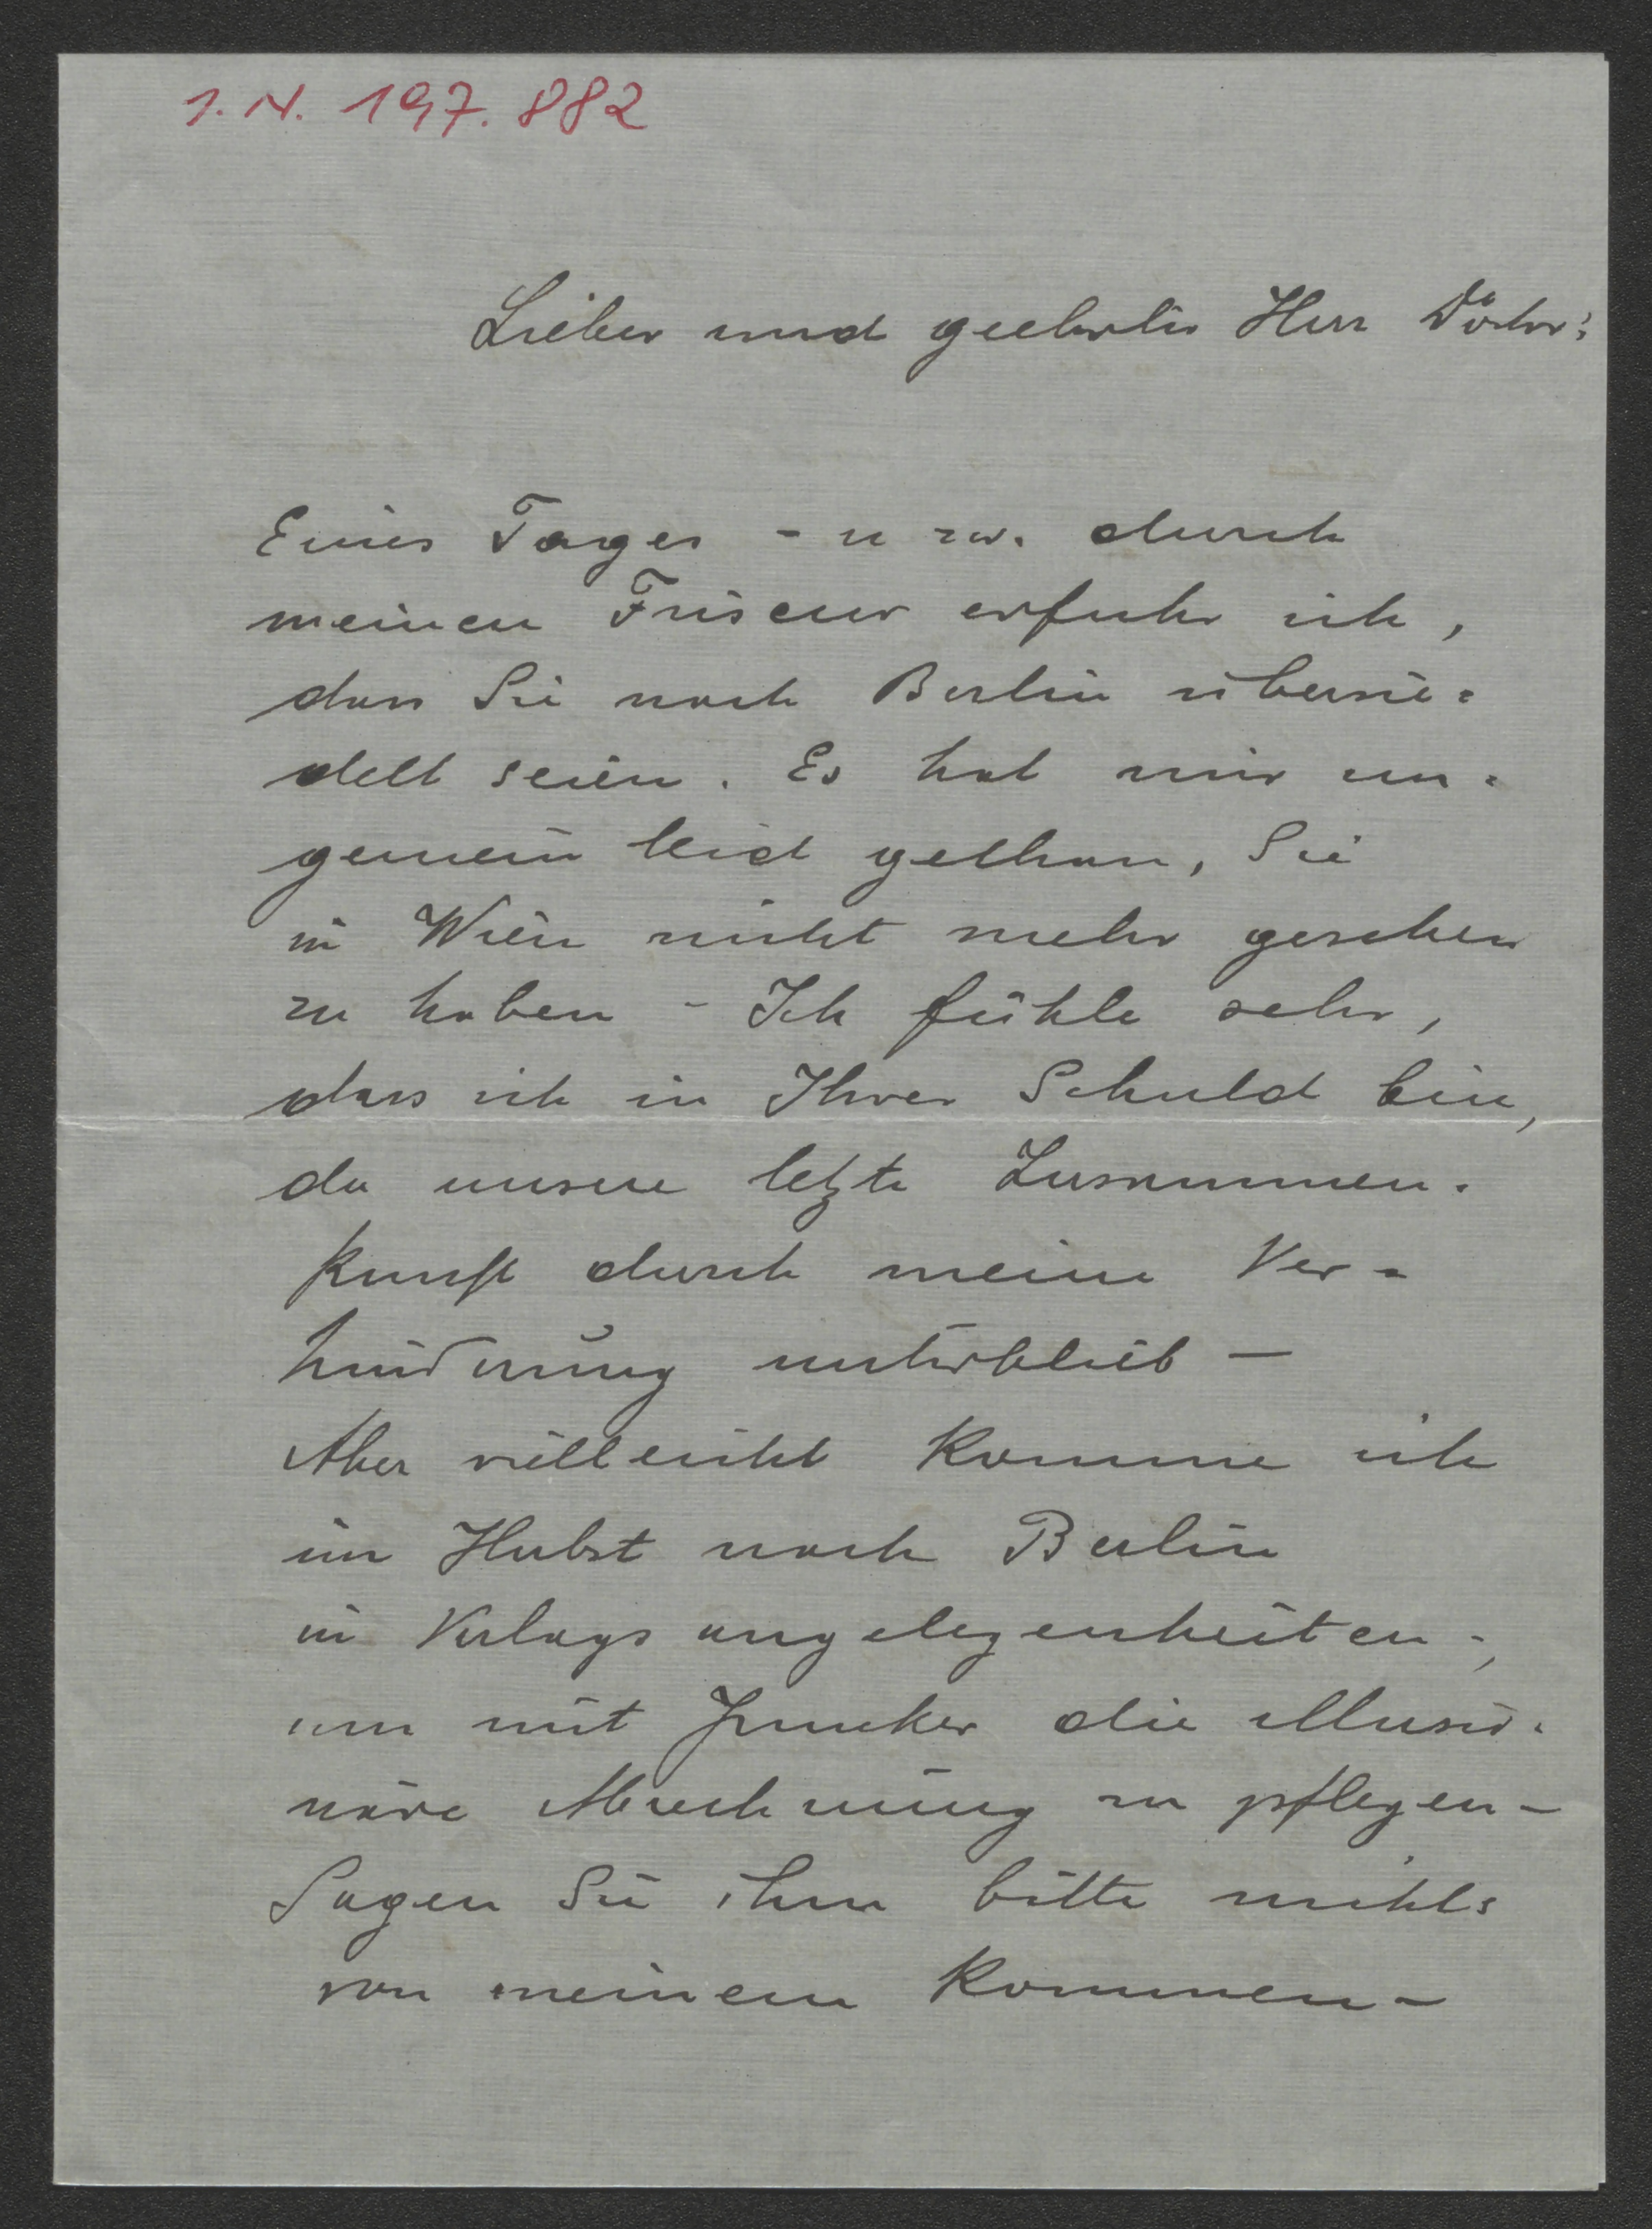 I. N. 197.882
Lieber und geehrter Herr
Eines Tages - u zw. durch
meinen Friseur erfuhr ich,
dass Sie nach Berlin übersie=
delt seien. Es hat mir un=
gemein leid gethan, Sie
in Wien nicht mehr gesehen
zu haben - Ich fühle sehr,
dass ich in Ihrer Schuld bin,
da unsere letzte Zusammen=
kunft durch meine Ver=
hinderung unterblieb —
Aber vielleicht komme ich
im Herbst nach Berlin
in Verlagsangelegenheiten -,
um mit Juncker die illusio=
näre Abrechnung zu pflegen -
Sagen Sie ihm bitte nichts
von meinem Kommen -